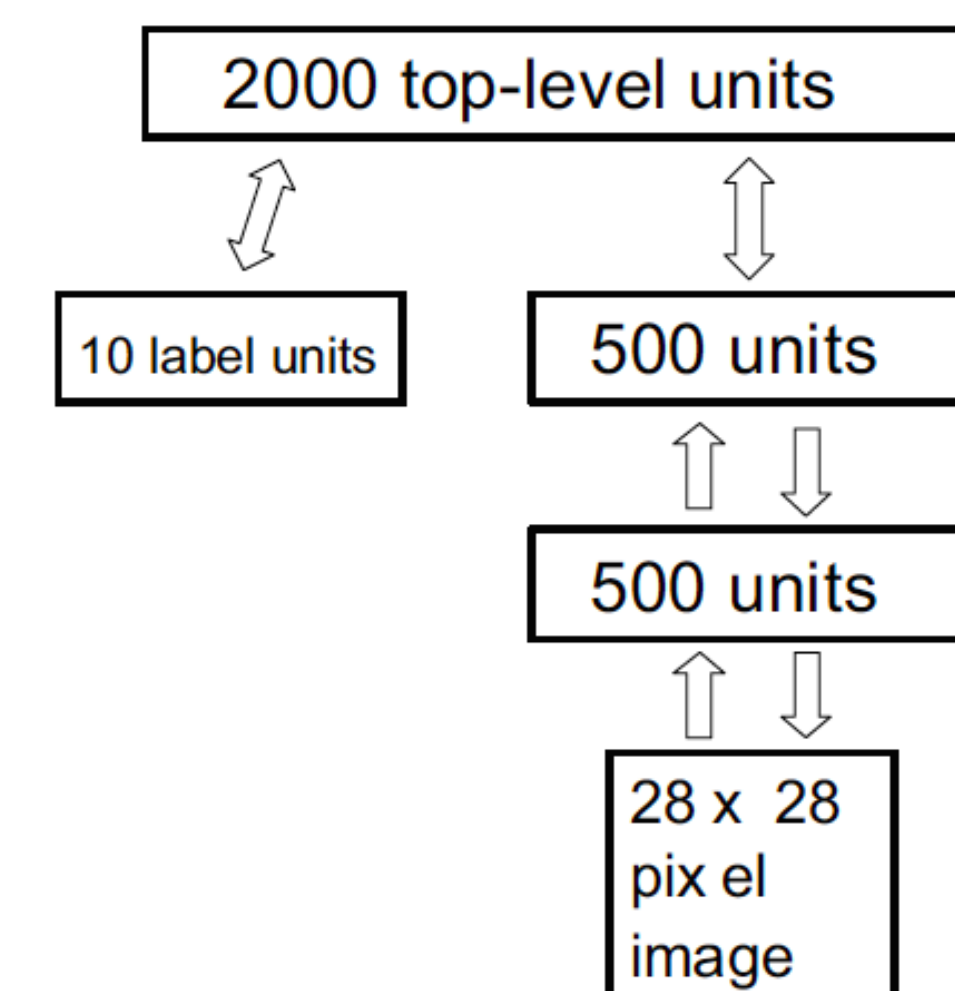 2000 top-level units
10 label units
500 units
500 units
28 x 28
pix el
image